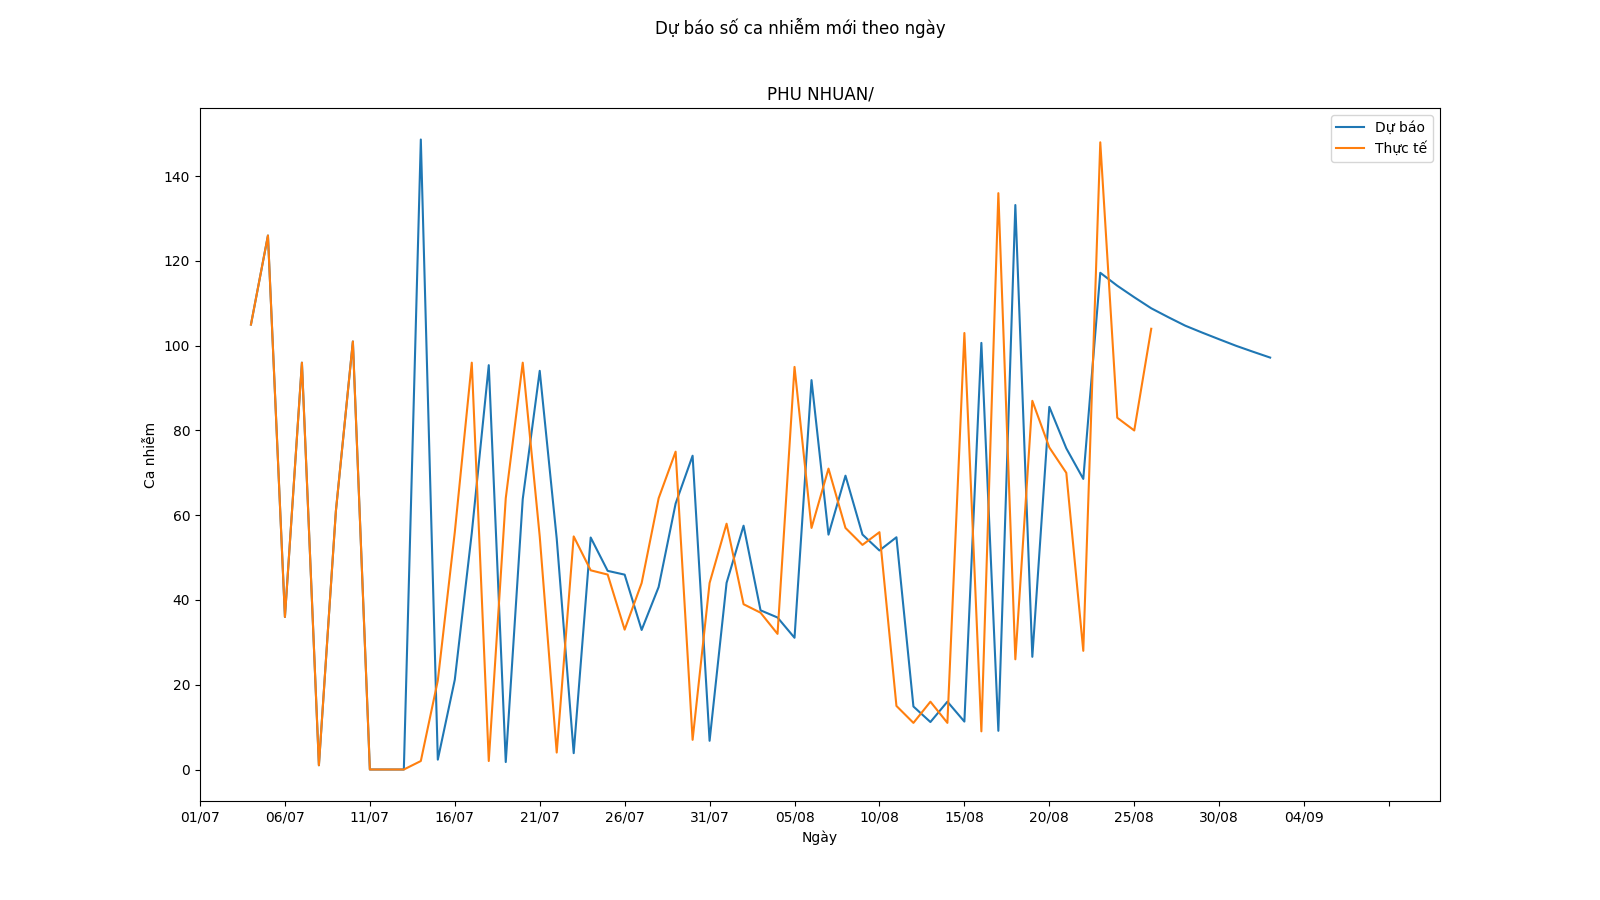 Dự báo số ca nhiễm mới theo ngày
PHU NHUAN/
Dự báo
Thực tế
140
120
100
80
60
40
20
0
Ca nhiễm
01/07 06/07 11/07 16/07 21/07 26/07 31/07 05/08 10/08 15/08 20/08 25/08 30/08 04/09
Ngày